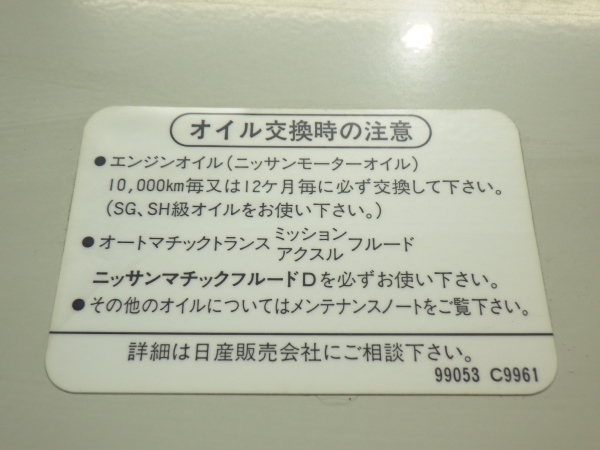 オイル交換時の注意
●エンジンオイル(ニッサンモーターオイル)
10,000km毎又は12ケ月毎に必ず交換して下さい。
(SG、SH級オイルをお使い下さい。)
●オートマチックトランス ミッション アクスル フルード
ニッサンマチックフルードDを必ずお使い下さい。
●その他のオイルについてはメンテナンスノートをご覧下さい。
詳細は日産販売会社にご相談下さい。
99053 C9961